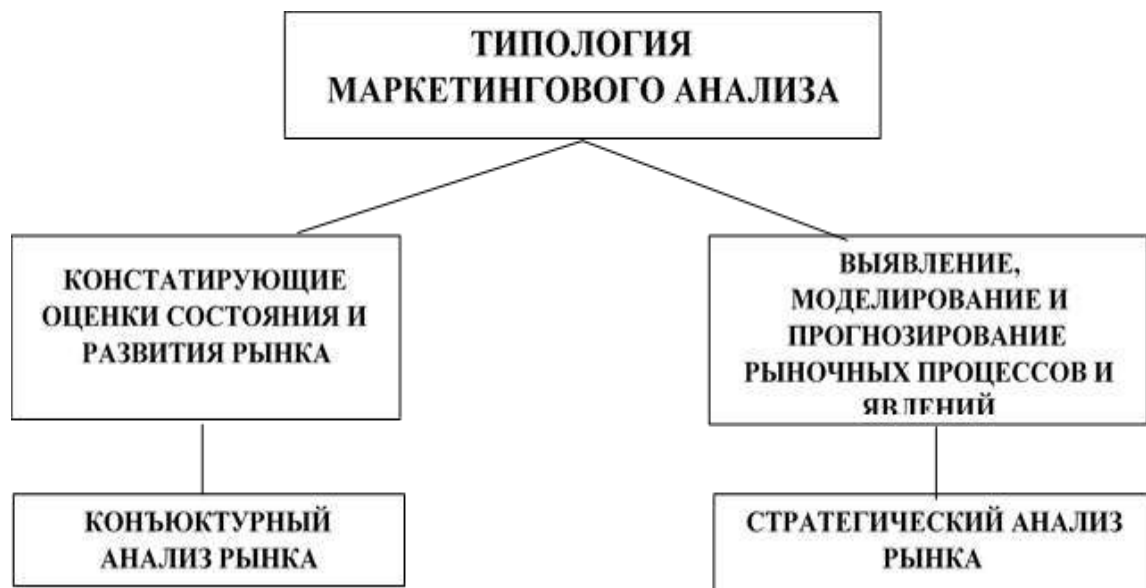 ТИПОЛОГИЯ
МАРКЕТИНГОВОГО АНАЛИЗА
КОНСТАТИРУЮЩИЕ
ОЦЕНКИ СОСТОЯНИЯ И
РАЗВИТИЯ РЫНКА
ВЫЯВЛЕНИЕ,
МОДЕЛИРОВАНИЕ И
ПРОГНОЗИРОВАНИЕ
РЫНОЧНЫХ ПРОЦЕССОВ И
ЯВЛЕНИЙ
КОНЪЮКТУРНЫЙ
АНАЛИЗ РЫНКА
СТРАТЕГИЧЕСКИЙ АНАЛИЗ
РЫНКА